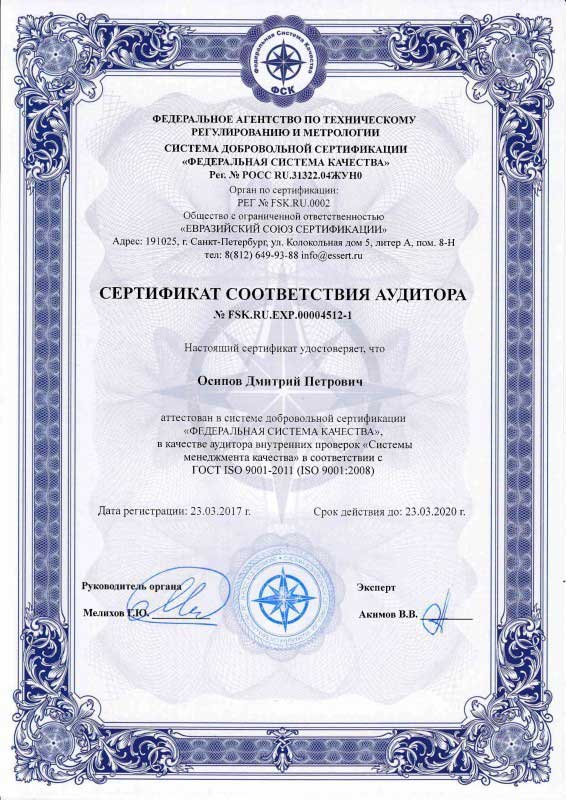 Федеральная Система Качества
ФСК
ФЕДЕРАЛЬНОЕ АГЕНТСТВО ПО ТЕХНИЧЕСКОМУ
РЕГУЛИРОВАНИЮ И МЕТРОЛОГИИ
СИСТЕМА ДОБРОВОЛЬНОЙ СЕРТИФИКАЦИИ
«ФЕДЕРАЛЬНАЯ СИСТЕМА КАЧЕСТВА»
Рег. № РОСС RU.31322.04ЖУН0
Орган по сертификации:
РЕГ № FSK.RU.0002
Общество с ограниченной ответственностью
«ЕВРАЗИЙСКИЙ СОЮЗ СЕРТИФИКАЦИИ»
Адрес: 191025, г. Санкт-Петербург, ул. Колокольная дом 5, литер А, пом. 8-Н
тел: 8(812) 649-93-88 info@essert.ru
СЕРТИФИКАТ СООТВЕТСТВИЯ АУДИТОРА
№ FSK.RU.EXP.00004512-1
Настоящий сертификат удостоверяет, что
Осипов Дмитрий Петрович
аттестован в системе добровольной сертификации
«ФЕДЕРАЛЬНАЯ СИСТЕМА КАЧЕСТВА»,
в качестве аудитора внутренних проверок «Системы
менеджмента качества» в соответствии с
ГОСТ ISO 9001-2011 (ISO 9001:2008)
Дата регистрации: 23.03.2017 г. Срок действия до: 23.03.2020 г.
Руководитель органа Эксперт
Мелихов Г.Ю. Акимов В.В.